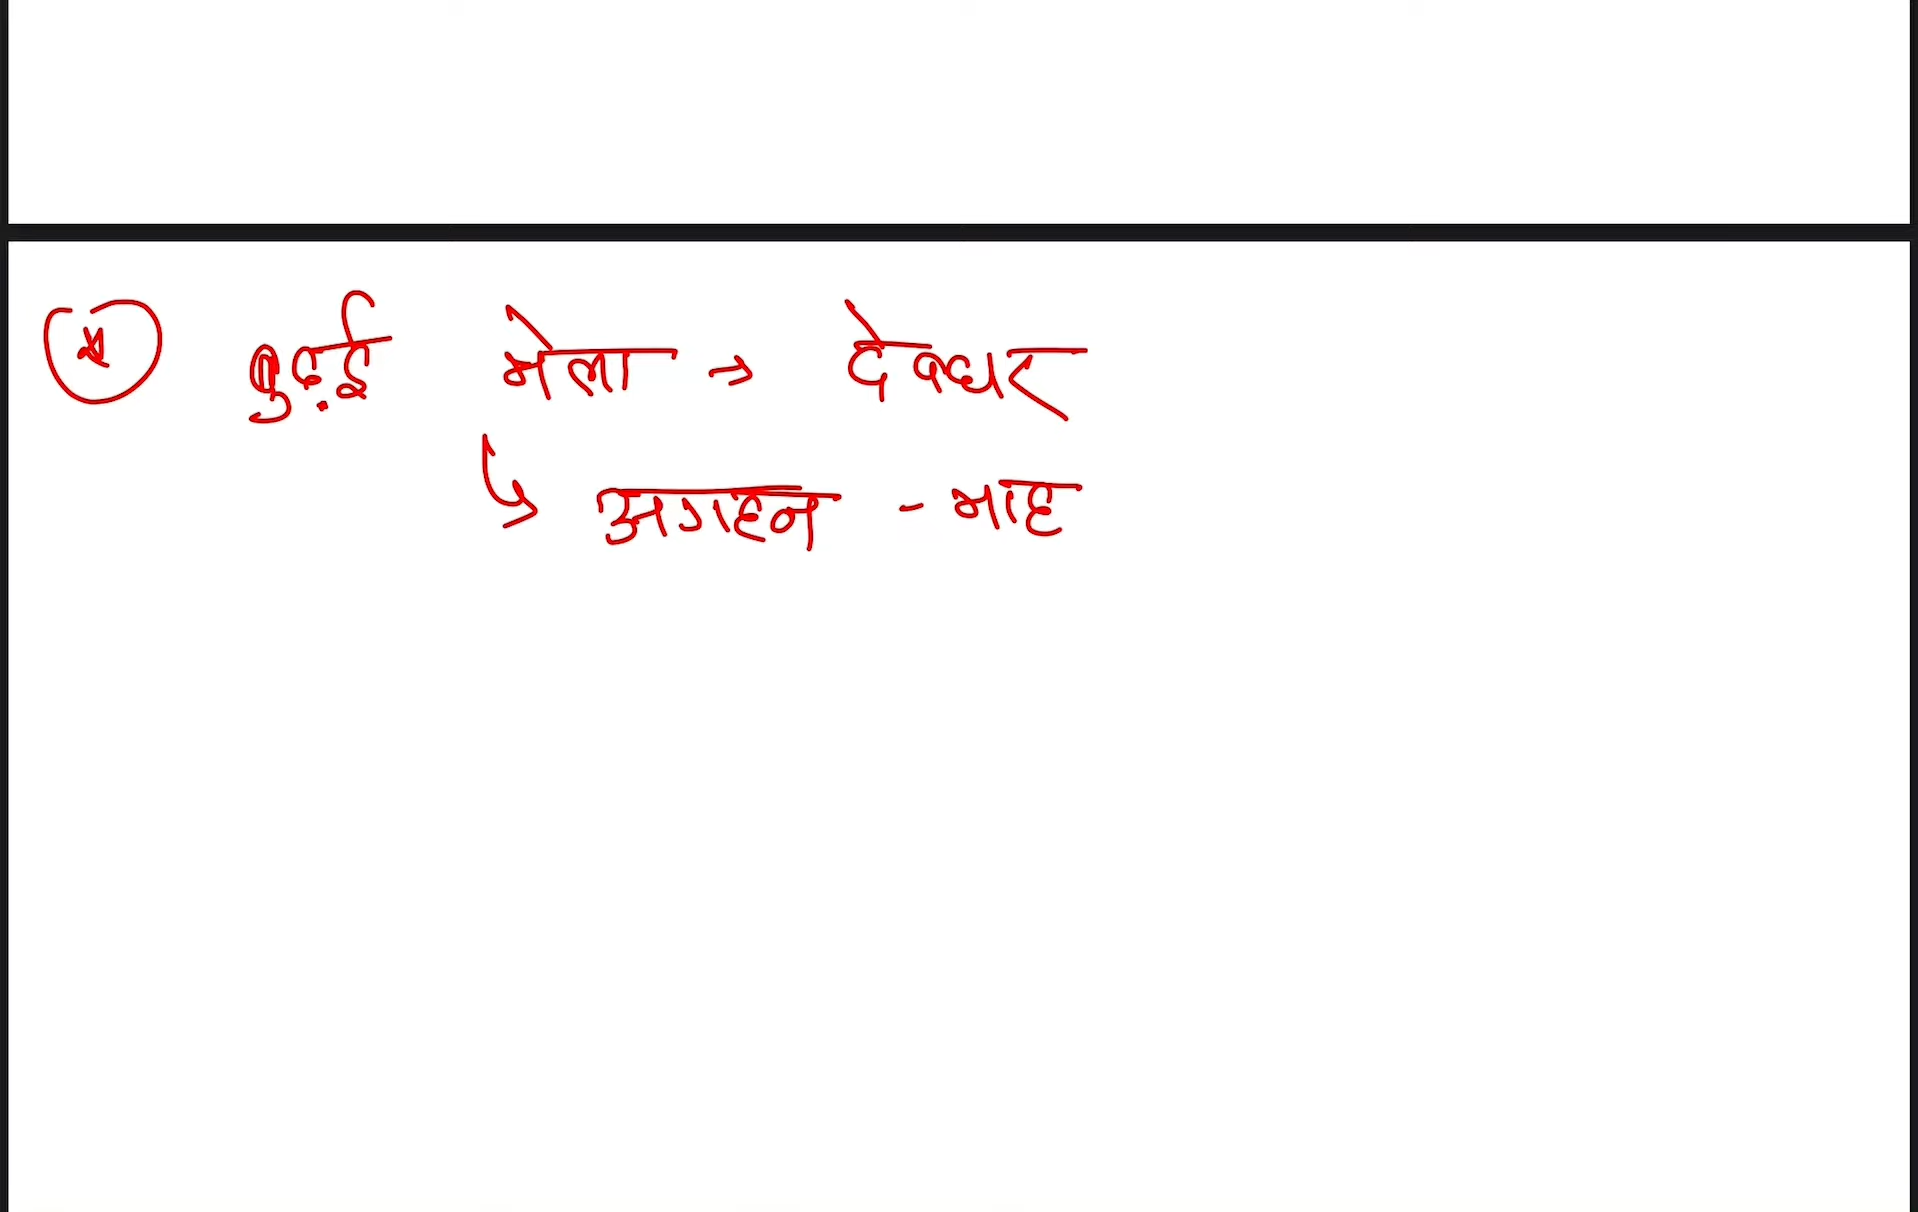 बुढ़ई मेला → देवघर
↳ अगहन - माह